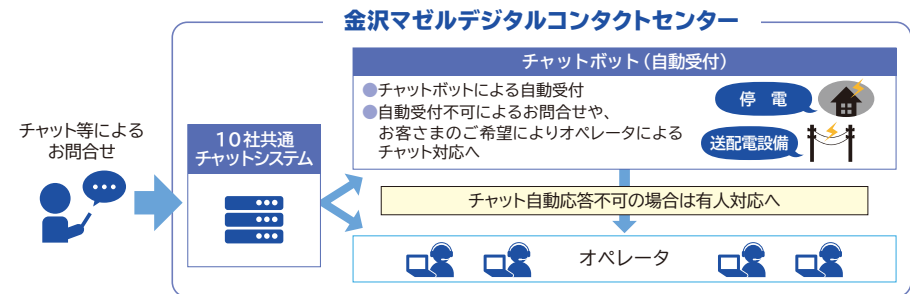 金沢マゼルデジタルコンタクトセンター
チャット等による
お問合せ
10社共通
チャットシステム
チャットボット（自動受付）
●チャットボットによる自動受付
●自動受付不可によるお問合せや、
お客さまのご希望によりオペレータによる
チャット対応へ
停　電
送配電設備
チャット自動応答不可の場合は有人対応へ
オペレータ